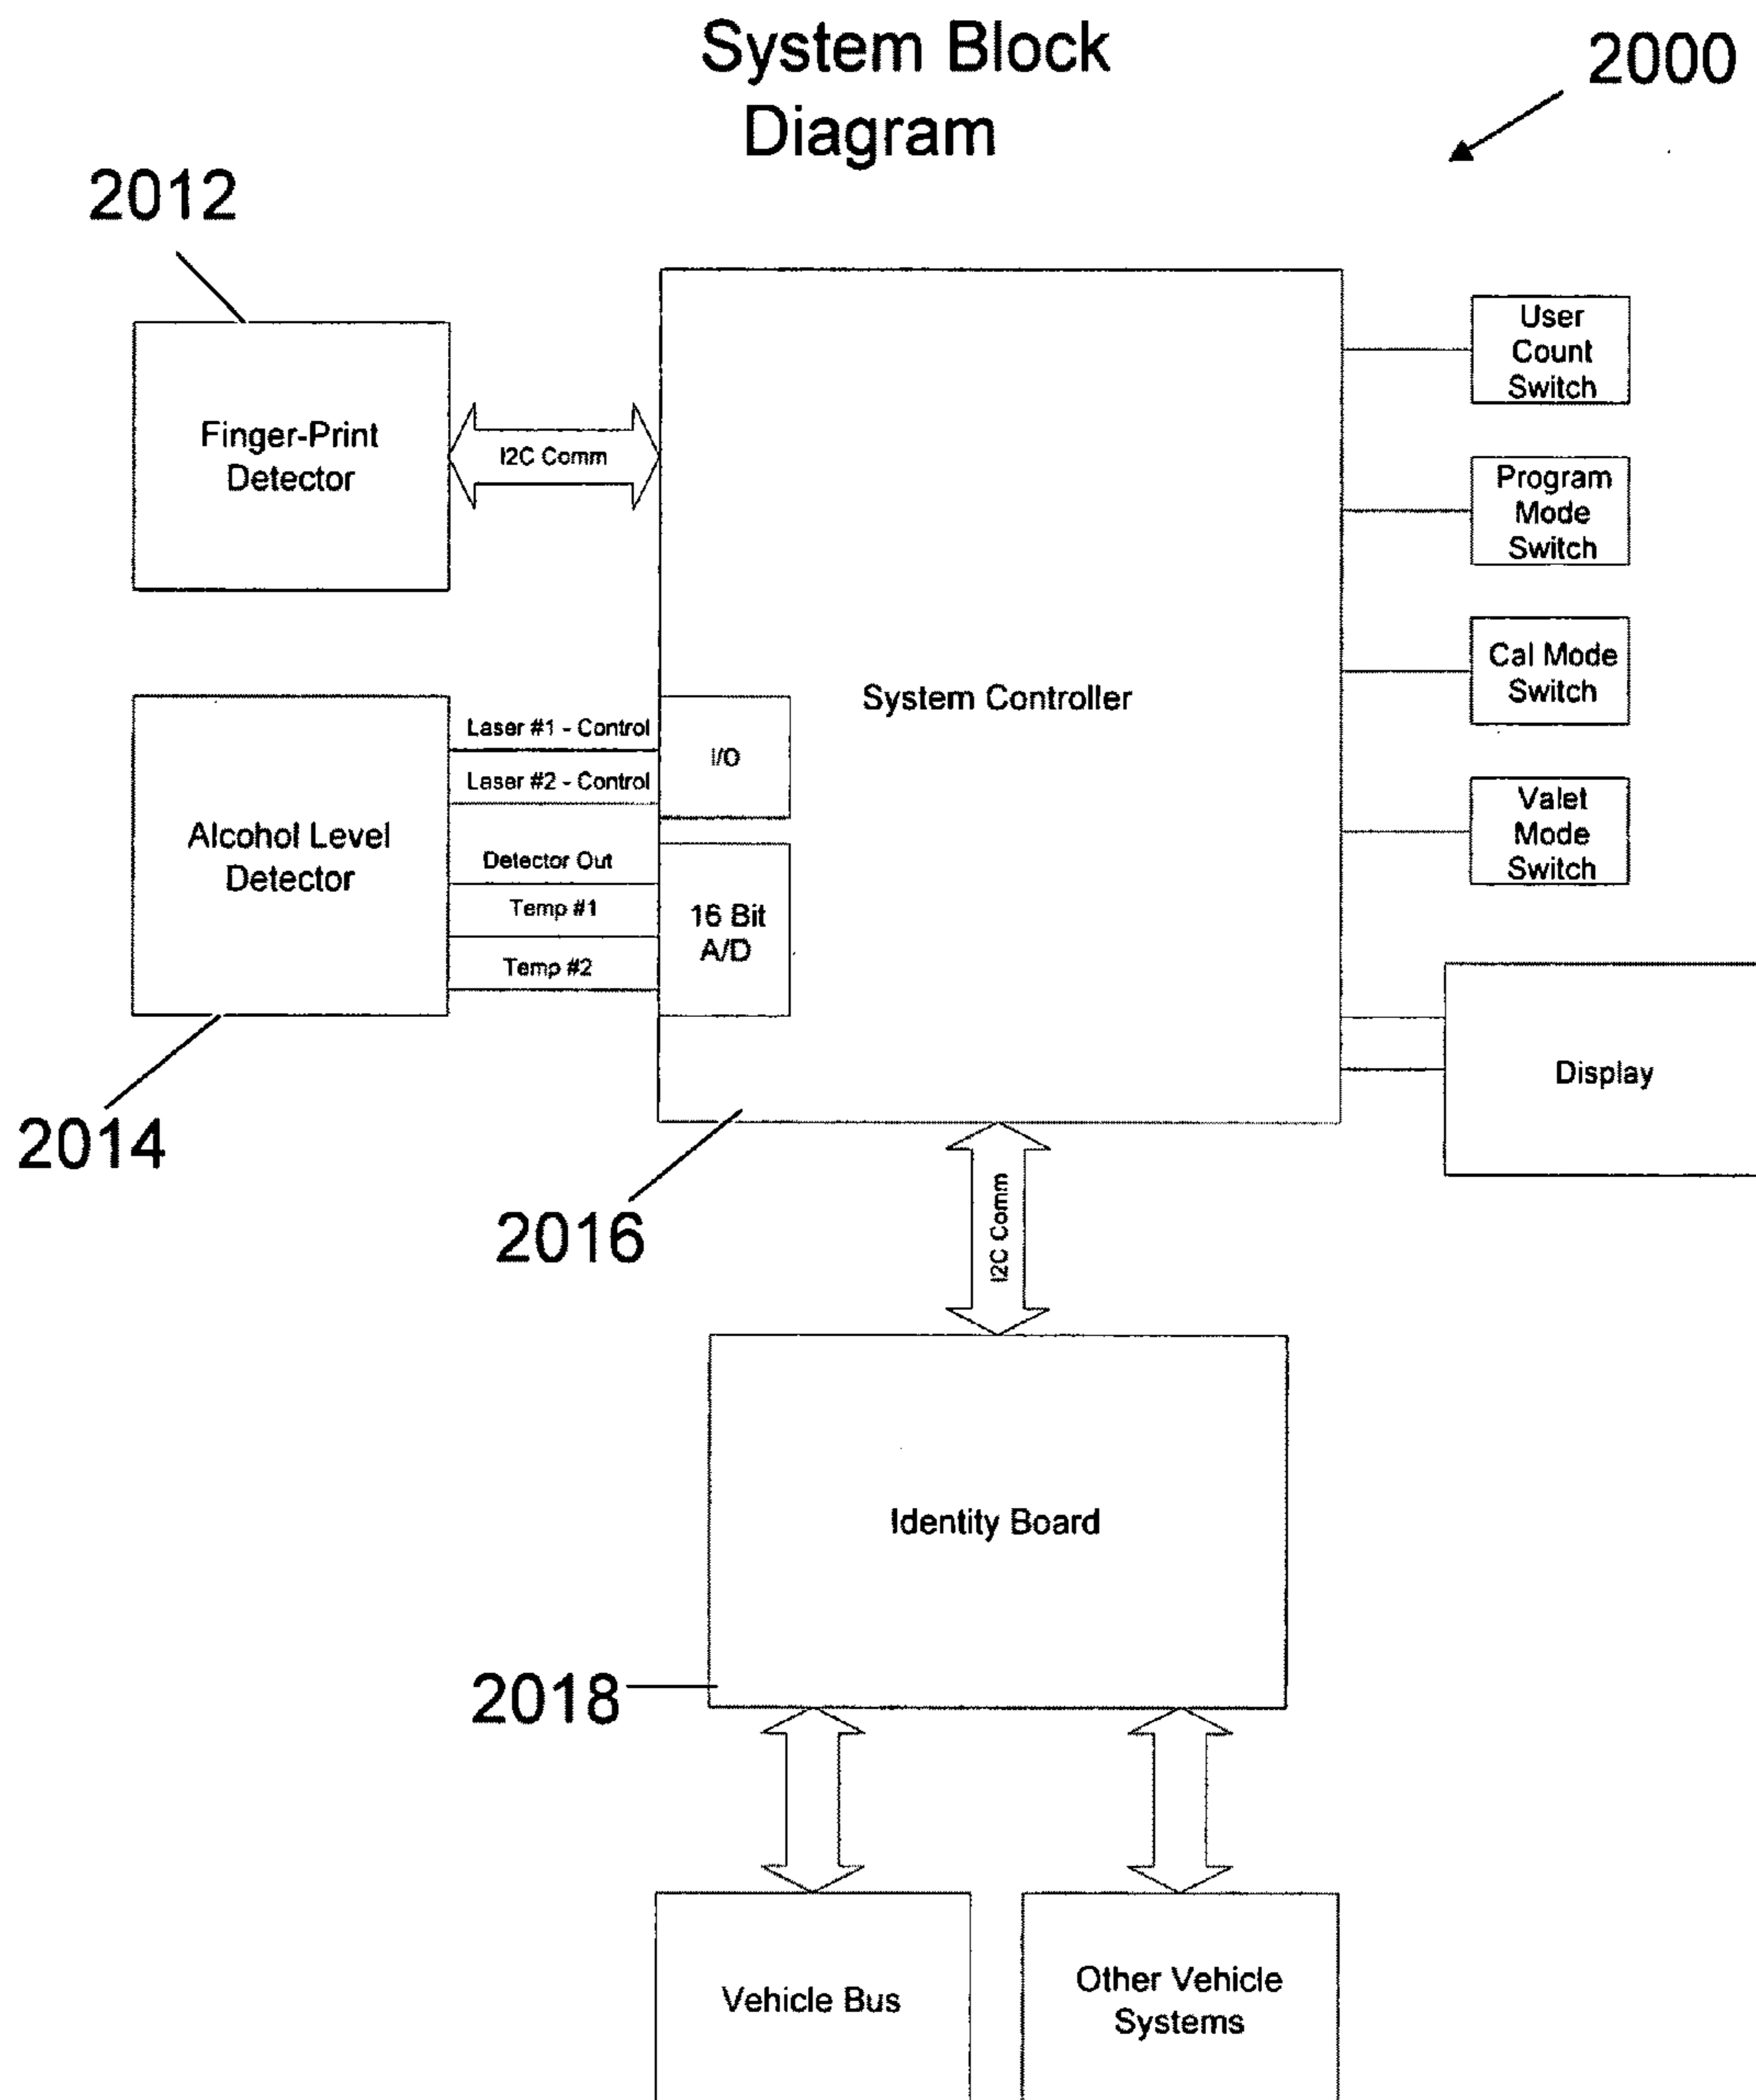 System Block
Diagram
2000
2012
Finger-Print
Detector
I2C Comm
User
Count
Switch
Program
Mode
Switch
System Controller
Cal Mode
Switch
Laser #1 - Control
Laser #2 - Control
I/O
Alcohol Level
Detector
Detector Out
Temp #1
Temp #2
16 Bit
A/D
Valet
Mode
Switch
Display
2014
2016
I2C Comm
Identity Board
2018
Vehicle Bus
Other Vehicle
Systems